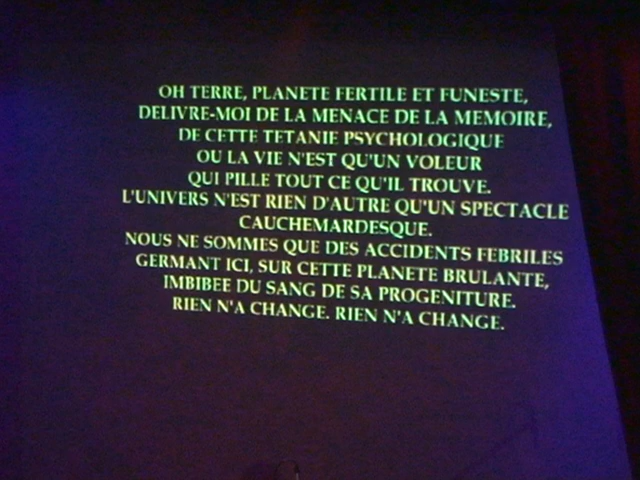 OH TERRE, PLANETE FERTILE ET FUNESTE,
DELIVRE-MOI DE LA MENACE DE LA MEMOIRE,
DE CETTE TETANIE PSYCHOLOGIQUE
OU LA VIE N'EST QU'UN VOLEUR
QUI PILLE TOUT CE QU'IL TROUVE.
L'UNIVERS N'EST RIEN D'AUTRE QU'UN SPECTACLE
CAUCHEMARDESQUE.
NOUS NE SOMMES QUE DES ACCIDENTS FEBRILES
GERMANT ICI, SUR CETTE PLANETE BRULANTE,
IMBIBEE DU SANG DE SA PROGENITURE.
RIEN N'A CHANGE. RIEN N'A CHANGE.